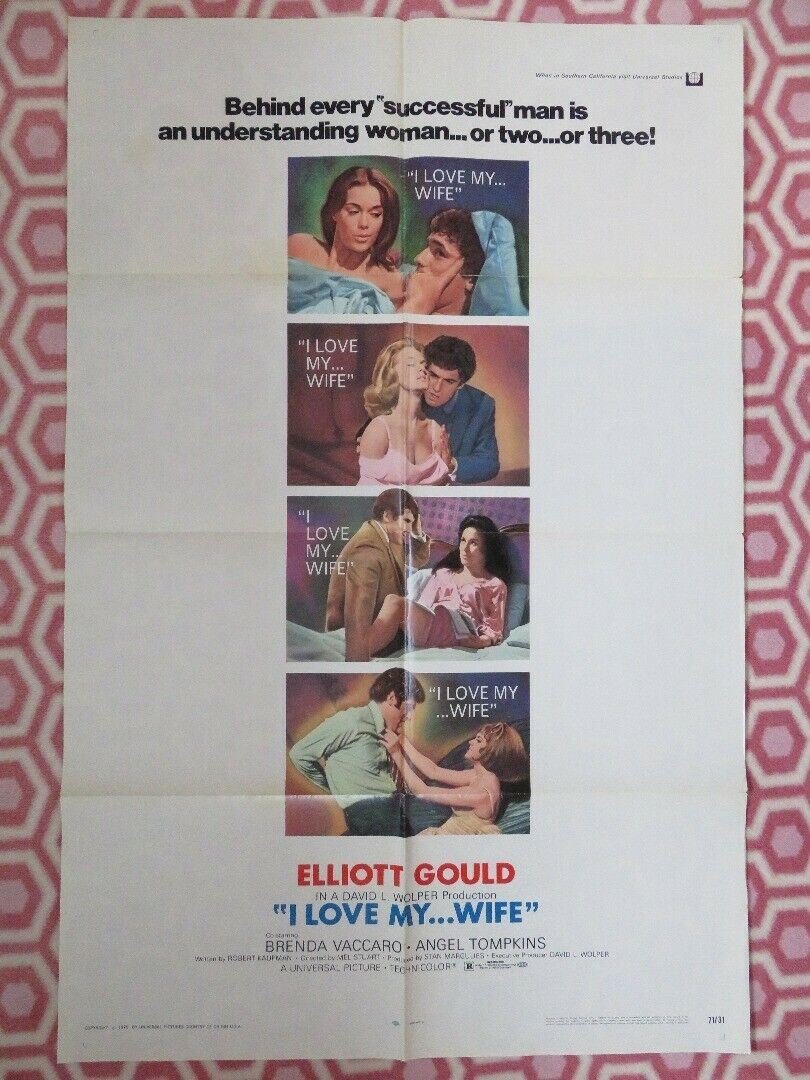 When in Southern California visit Universal Studios
Behind every "successful" man is
an understanding woman... or two...or three!
"I LOVE MY...
WIFE"
"I LOVE
MY...
WIFE"
"I
LOVE
MY...
WIFE"
"I LOVE MY
...WIFE"
ELLIOTT GOULD
IN A DAVID L. WOLPER Production
"I LOVE MY...WIFE"
Co-starring
BRENDA VACCARO • ANGEL TOMPKINS
Written by ROBERT KAUFMAN • Directed by MEL STUART • Produced by STAN MARGULIES • Executive Producer DAVID L. WOLPER
A UNIVERSAL PICTURE • TECHNICOLOR® R
71/31